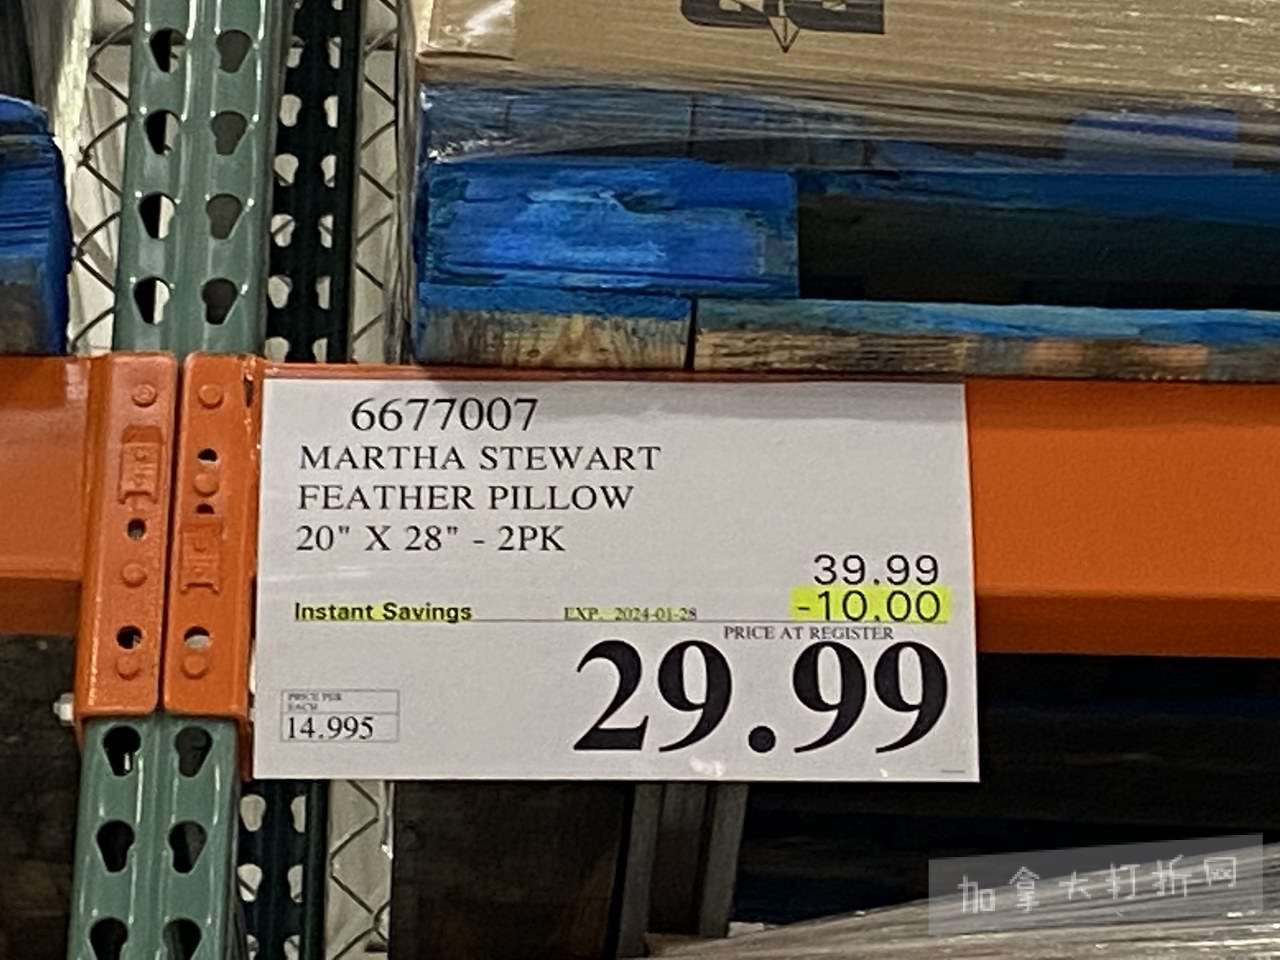 6677007
MARTHA STEWART
FEATHER PILLOW
20" X 28" - 2PK
39.99
Instant Savings EXP. 2024-01-28 -10.00
PRICE AT REGISTER
29.99
PRICE PER
EACH
14.995
加拿大打折网